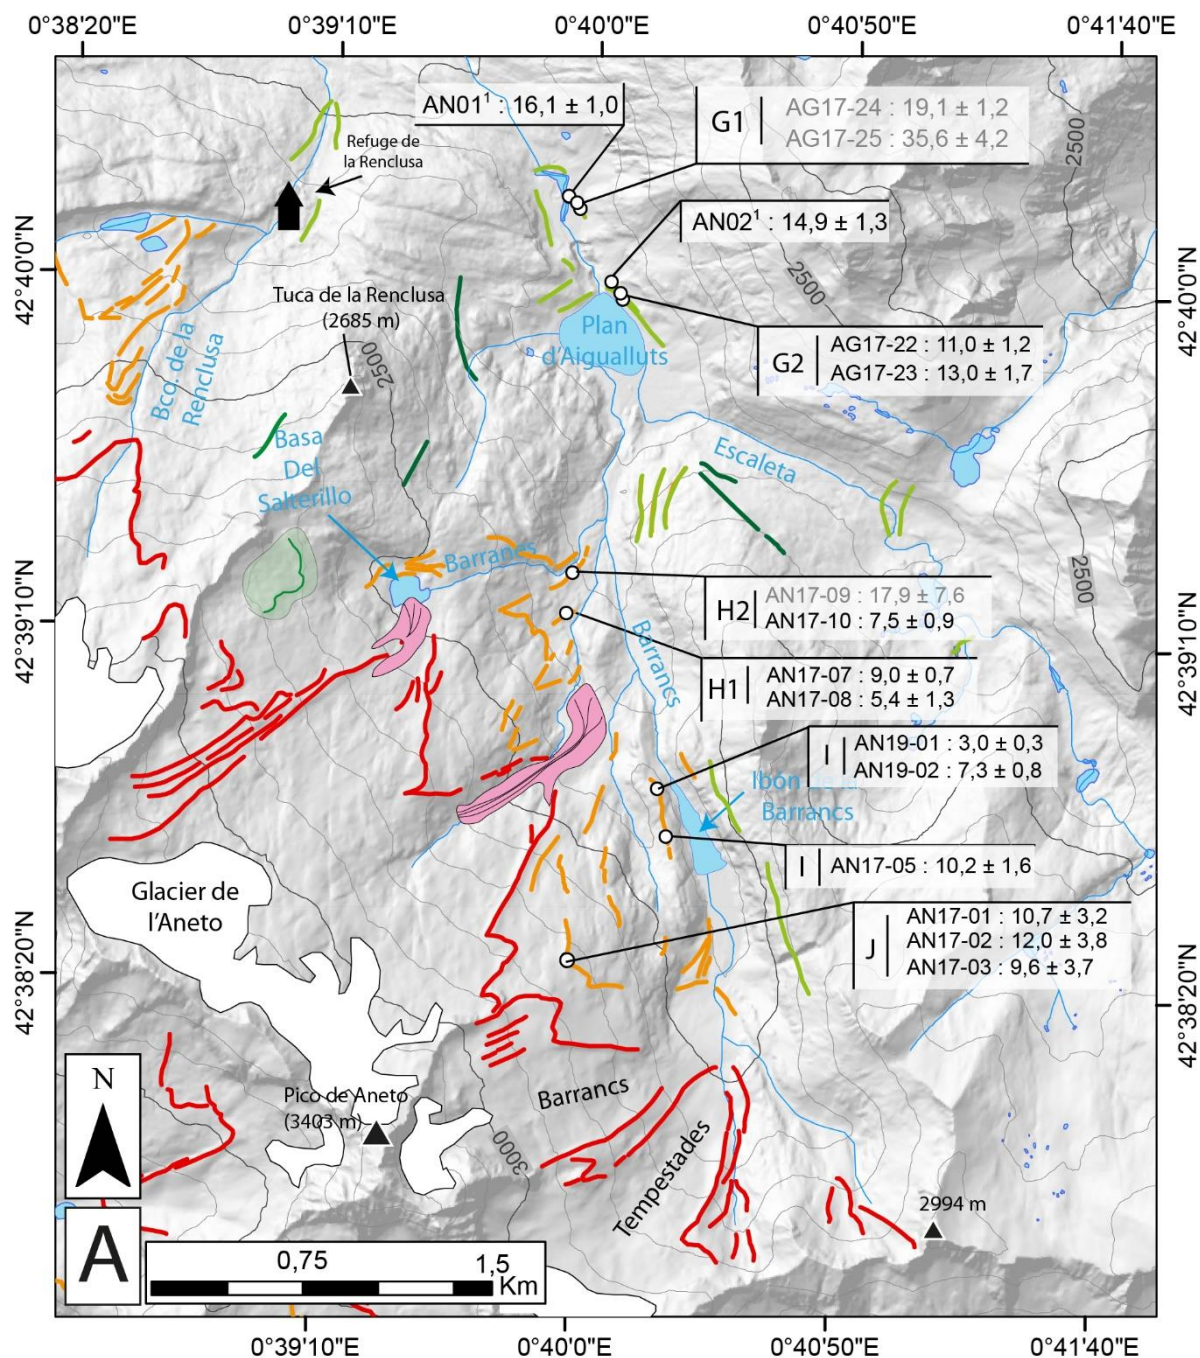 0°38'20"E 0°39'10"E 0°40'0"E 0°40'50"E 0°41'40"E
AN01¹ : 16,1 ± 1,0
G1
AG17-24 : 19,1 ± 1,2
AG17-25 : 35,6 ± 4,2
2500
Refuge de
la Renclusa
AN02¹ : 14,9 ± 1,3
42°40'0"N
42°40'0"N
2500
Tuca de la Renclusa
(2685 m)
2500
Plan
d'Aigualluts
G2
AG17-22 : 11,0 ± 1,2
AG17-23 : 13,0 ± 1,7
Bco. de la
Renclusa
Basa
Del
Salterillo
Escaleta
2500
Barrancs
H2
AN17-09 : 17,9 ± 7,6
AN17-10 : 7,5 ± 0,9
42°39'10"N
42°39'10"N
Barrancs
H1
AN17-07 : 9,0 ± 0,7
AN17-08 : 5,4 ± 1,3
I
AN19-01 : 3,0 ± 0,3
AN19-02 : 7,3 ± 0,8
Ibón de la
Barrancs
I
AN17-05 : 10,2 ± 1,6
Glacier de
l'Aneto
J
AN17-01 : 10,7 ± 3,2
AN17-02 : 12,0 ± 3,8
AN17-03 : 9,6 ± 3,7
42°38'20"N
42°38'20"N
N
Pico de Aneto
(3403 m)
Barrancs
3000
Tempestades
2994 m
A
0,75 1,5
Km
0°39'10"E 0°40'0"E 0°40'50"E 0°41'40"E